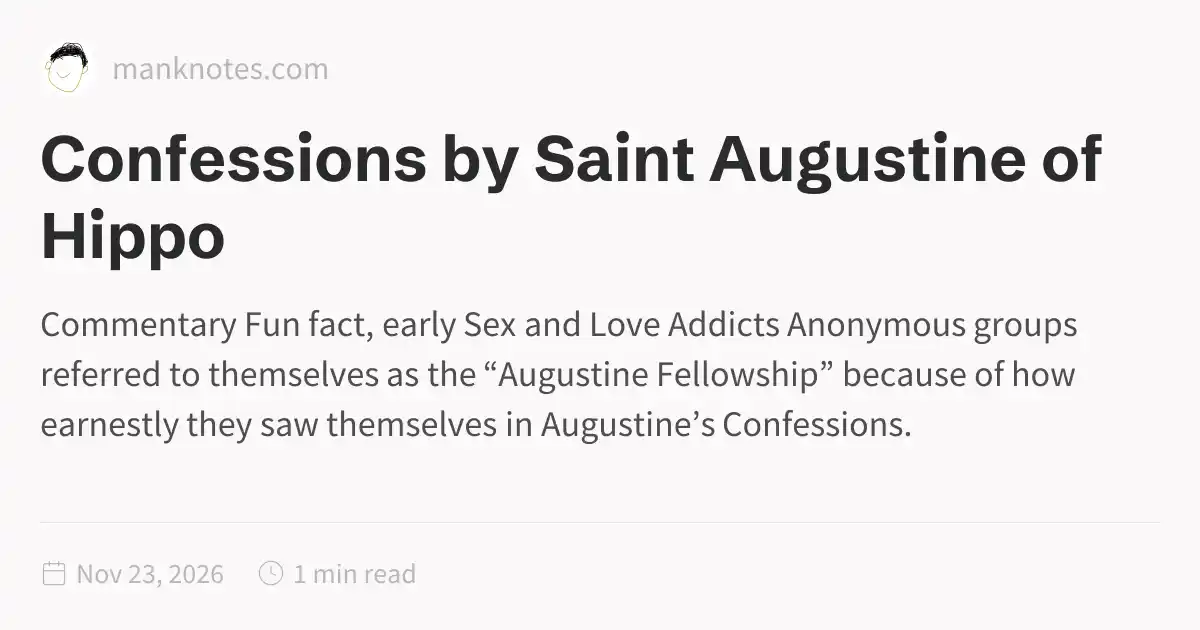 manknotes.com
Confessions by Saint Augustine of
Hippo
Commentary Fun fact, early Sex and Love Addicts Anonymous groups
referred to themselves as the “Augustine Fellowship” because of how
earnestly they saw themselves in Augustine’s Confessions.
Nov 23, 2026 1 min read